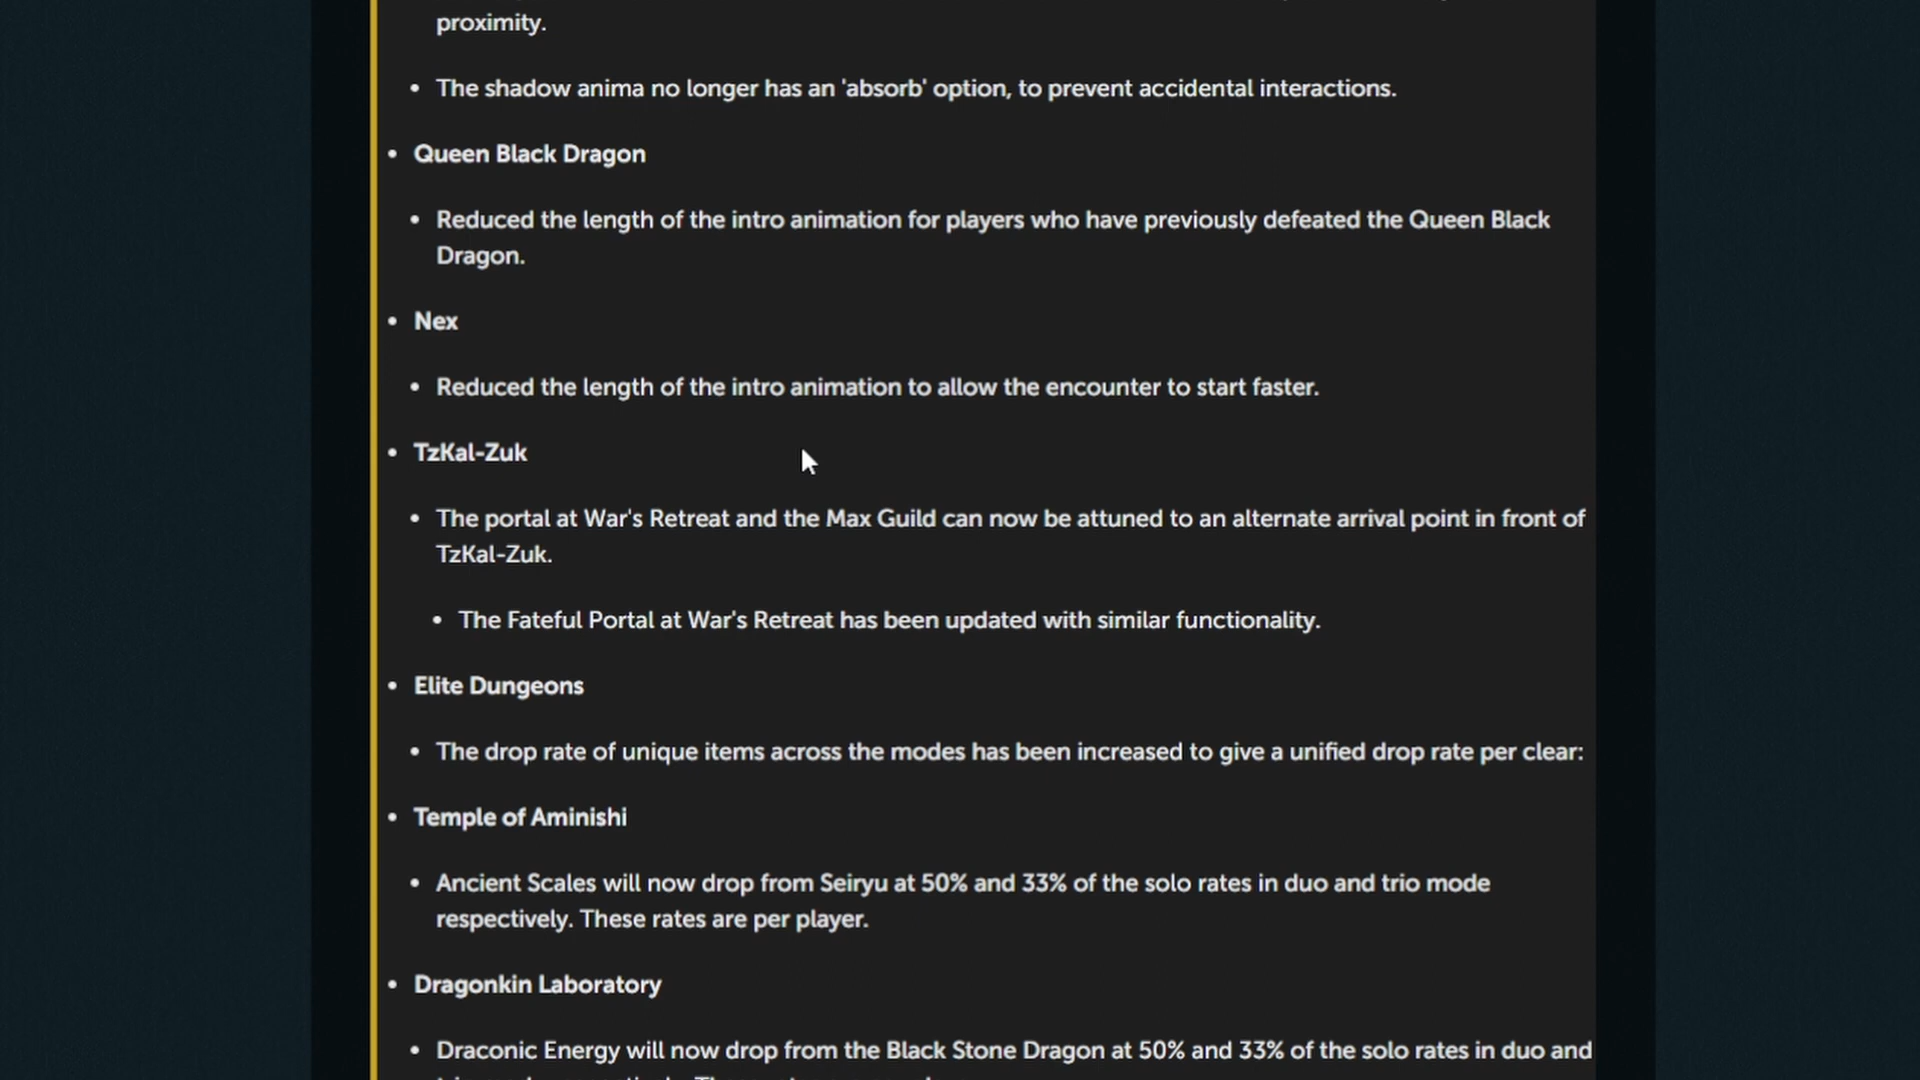 proximity.
• The shadow anima no longer has an 'absorb' option, to prevent accidental interactions.
• Queen Black Dragon
• Reduced the length of the intro animation for players who have previously defeated the Queen Black
Dragon.
• Nex
• Reduced the length of the intro animation to allow the encounter to start faster.
• TzKal-Zuk
• The portal at War's Retreat and the Max Guild can now be attuned to an alternate arrival point in front of
TzKal-Zuk.
• The Fateful Portal at War's Retreat has been updated with similar functionality.
• Elite Dungeons
• The drop rate of unique items across the modes has been increased to give a unified drop rate per clear:
• Temple of Aminishi
• Ancient Scales will now drop from Seiryu at 50% and 33% of the solo rates in duo and trio mode
respectively. These rates are per player.
• Dragonkin Laboratory
• Draconic Energy will now drop from the Black Stone Dragon at 50% and 33% of the solo rates in duo and